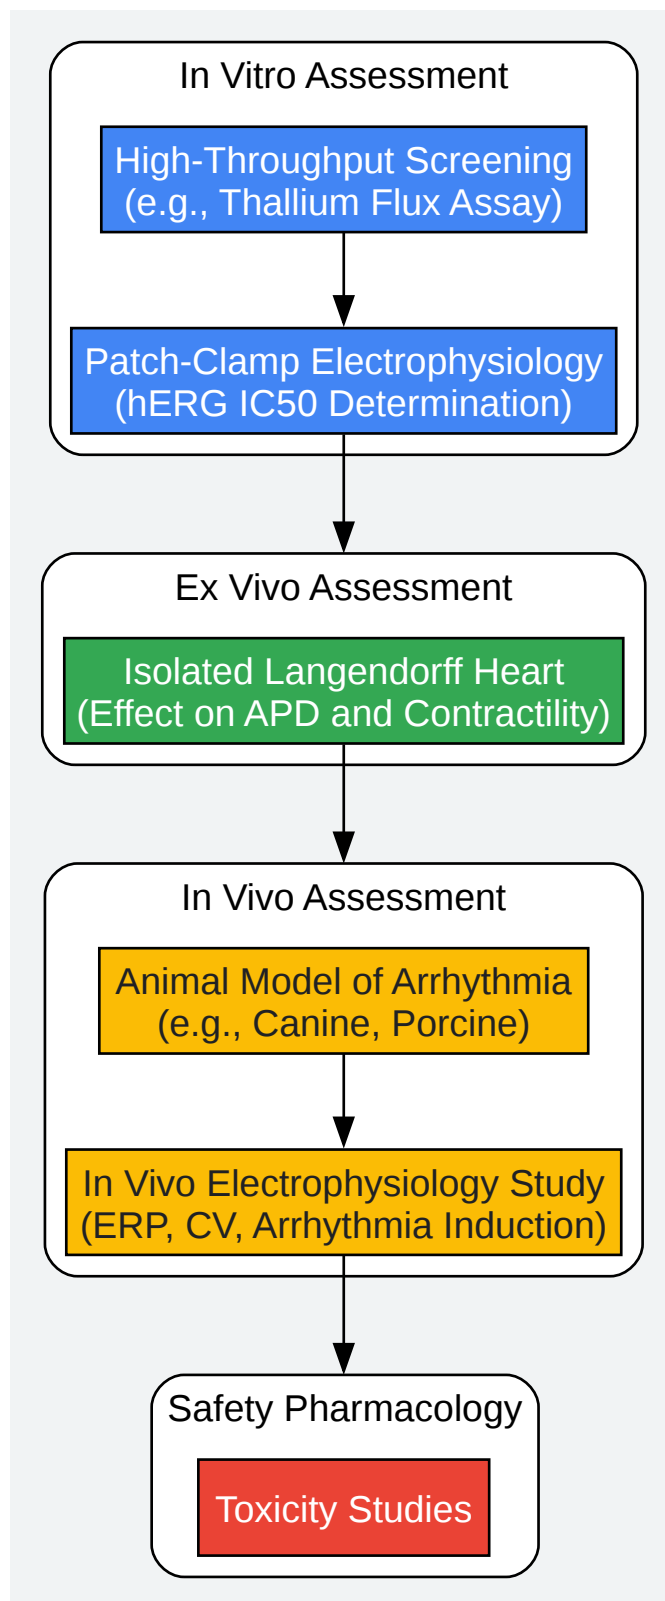 In Vitro Assessment
High-Throughput Screening
(e.g., Thallium Flux Assay)
Patch-Clamp Electrophysiology
(hERG IC50 Determination)
Ex Vivo Assessment
Isolated Langendorff Heart
(Effect on APD and Contractility)
In Vivo Assessment
Animal Model of Arrhythmia
(e.g., Canine, Porcine)
In Vivo Electrophysiology Study
(ERP, CV, Arrhythmia Induction)
Safety Pharmacology
Toxicity Studies